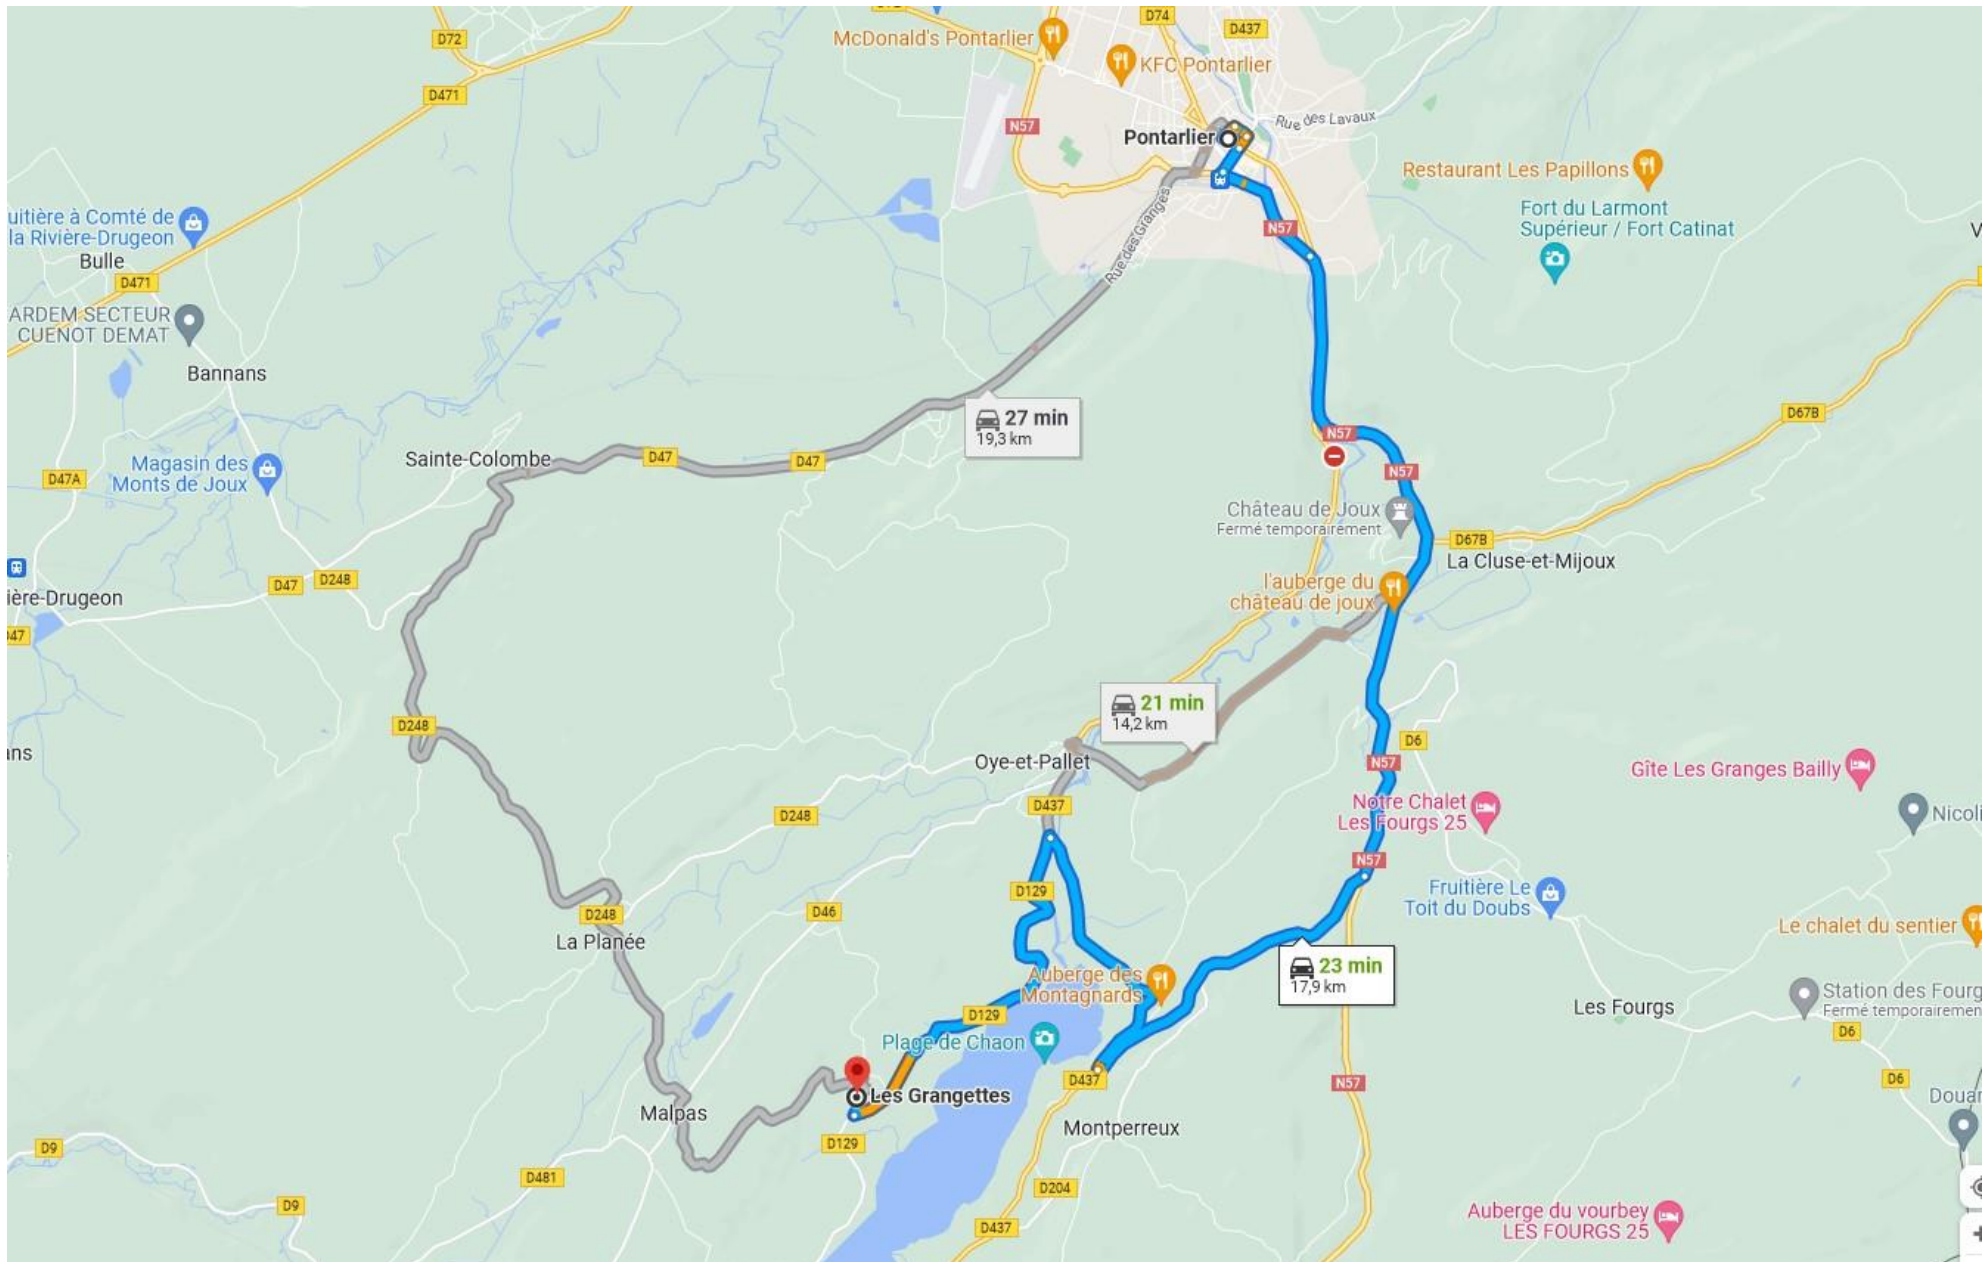 D72
D74
D437
McDonald's Pontarlier
KFC Pontarlier
D471
N57
Rue des Lavaux
Pontarlier
Restaurant Les Papillons
Fort du Larmont
Supérieur / Fort Catinat
uitière à Comté de
la Rivière-Drugeon
Bulle
D471
Rue des Granges
N57
ARDEM SECTEUR
CUENOT DEMAT
Bannans
27 min
19,3 km
D67B
N57
N57
Sainte-Colombe
D47
D47
Magasin des
Monts de Joux
D47A
Château de Joux
Fermé temporairement
D67B
La Cluse-et-Mijoux
D47
D248
l'auberge du
château de joux
ière-Drugeon
D47
21 min
14,2 km
D248
ans
Oye-et-Pallet
D6
N57
Gîte Les Granges Bailly
D437
D248
Notre Chalet
Les Fourgs 25
Nicoli
N57
D129
Fruitière Le
Toit du Doubs
D46
D248
La Planée
Le chalet du sentier
23 min
17,9 km
Auberge des
Montagnards
Station des Fourg
Fermé temporairemen
Les Fourgs
D129
D6
Plage de Chaon
D437
N57
D6
Les Grangettes
Douar
Malpas
Montperreux
D129
D9
D481
D204
D9
D437
Auberge du vourbey
LES FOURGS 25